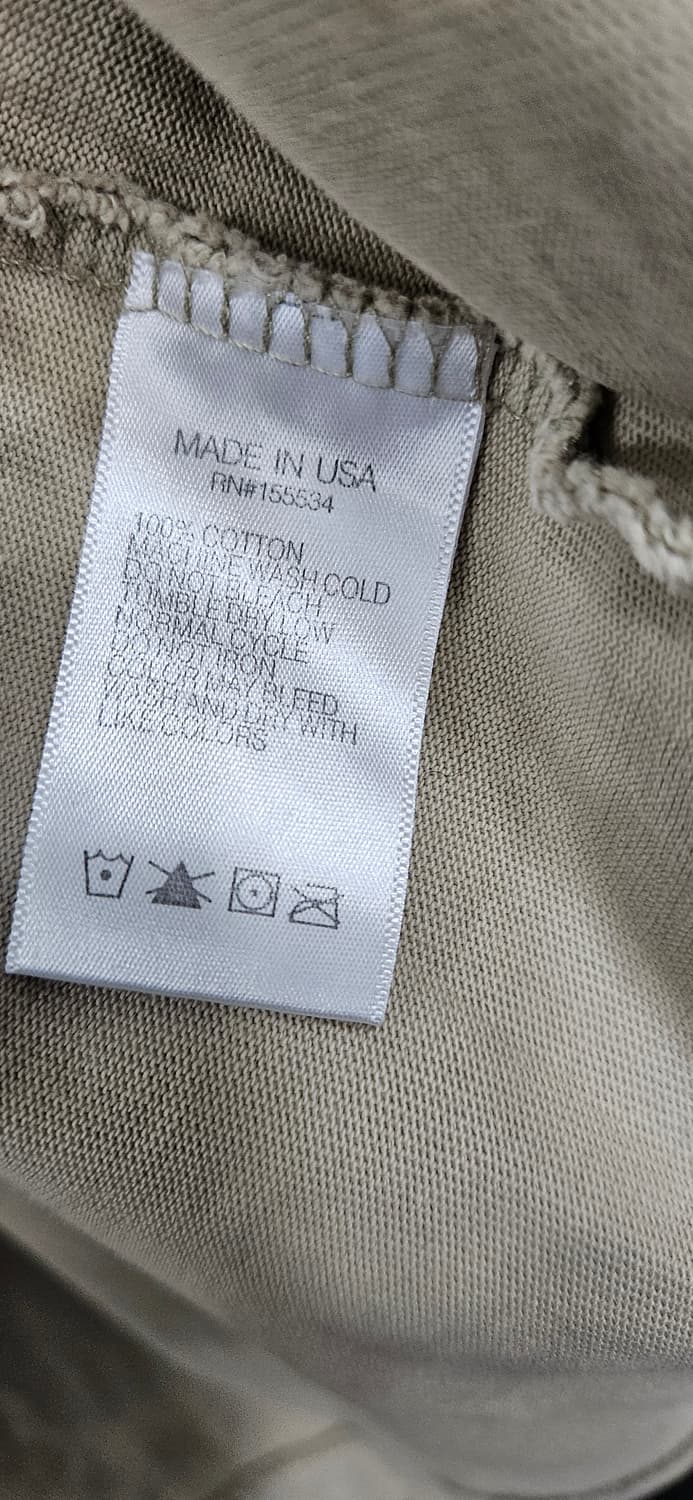 MADE IN USA
RN#155534
100% COTTON
MACHINE WASH COLD
DO NOT BLEACH
TUMBLE DRY LOW
NORMAL CYCLE
DO NOT IRON
COLOR MAY BLEED
WASH AND DRY WITH
LIKE COLORS